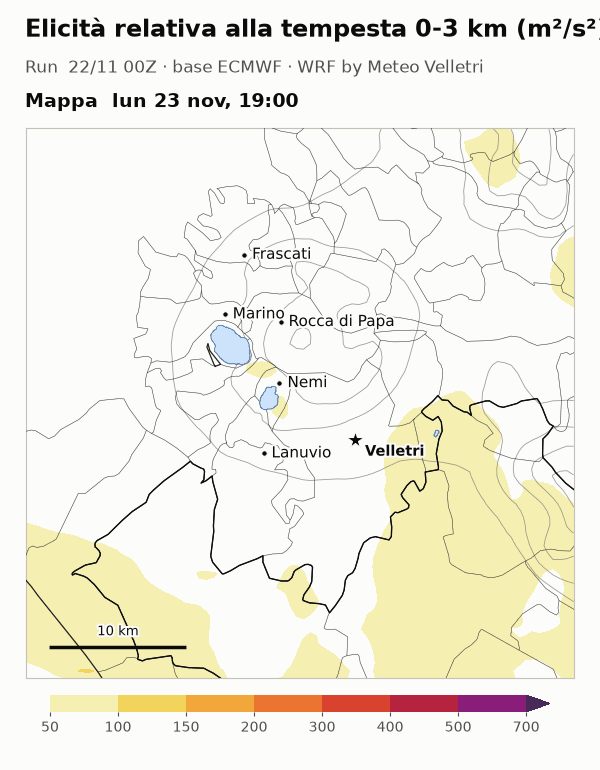 Elicità relativa alla tempesta 0-3 km (m²/s²)
Run  22/11 00Z · base ECMWF · WRF by Meteo Velletri
Mappa  lun 23 nov, 19:00
Frascati
Marino
Rocca di Papa
Nemi
Velletri
Lanuvio
10 km
50 100 150 200 300 400 500 700